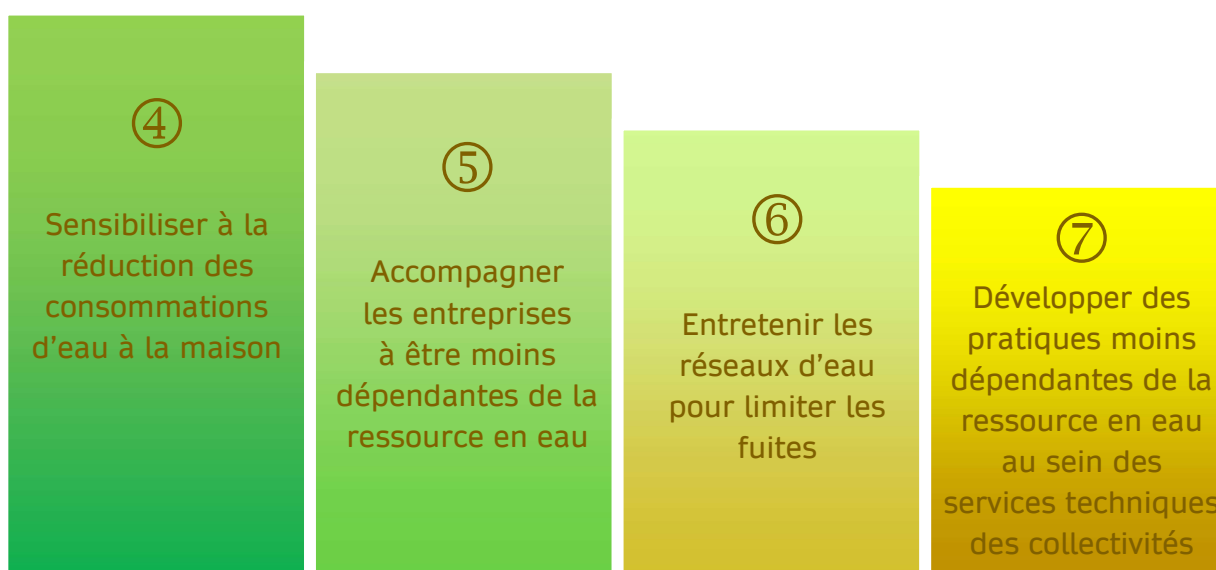 ④
Sensibiliser à la
réduction des
consommations
d’eau à la maison
⑤
Accompagner
les entreprises
à être moins
dépendantes de la
ressource en eau
⑥
Entretenir les
réseaux d’eau
pour limiter les
fuites
⑦
Développer des
pratiques moins
dépendantes de la
ressource en eau
au sein des
services techniques
des collectivités